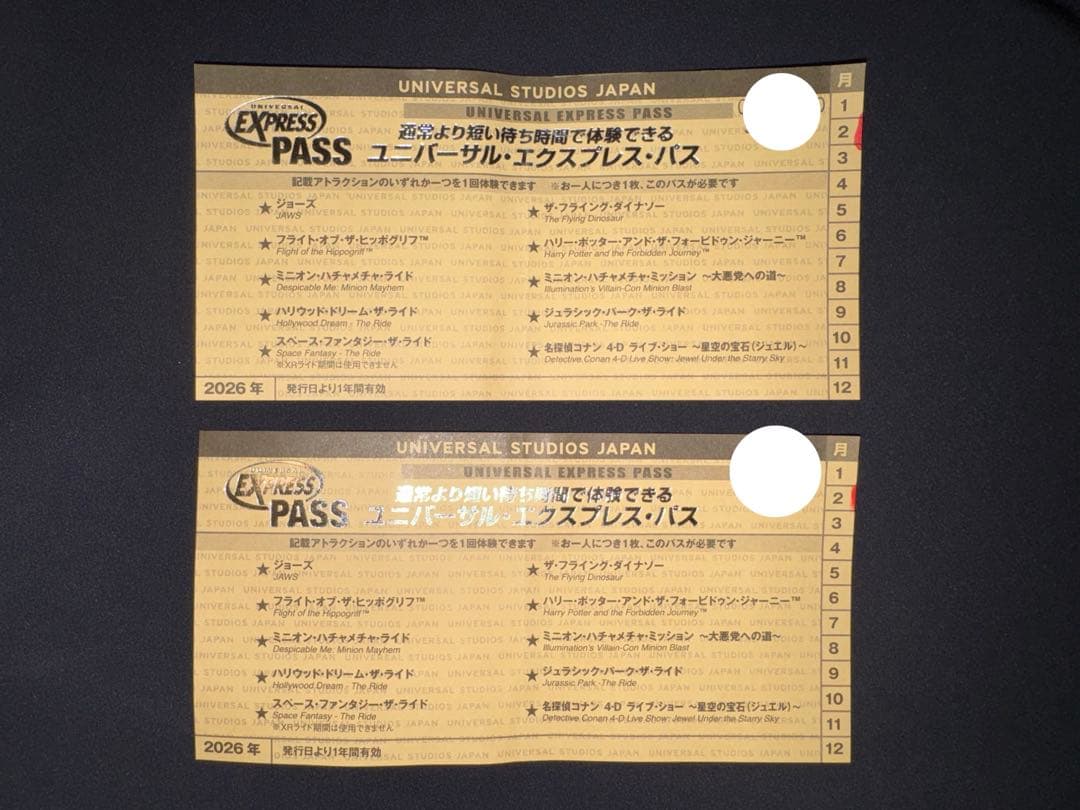 UNIVERSAL STUDIOS JAPAN
月
UNIVERSAL EXPRESS PASS
UNIVERSAL
EXPRESS
PASS
通常より短い待ち時間で体験できる
ユニバーサル・エクスプレス・パス
記載アトラクションのいずれか一つを1回体験できます ※お一人につき1枚、このパスが必要です
★ ジョーズ
JAWS
★ フライト・オブ・ザ・ヒッポグリフ™
Flight of the Hippogriff™
★ ミニオン・ハチャメチャ・ライド
Despicable Me: Minion Mayhem
★ ハリウッド・ドリーム・ザ・ライド
Hollywood Dream - The Ride
★ スペース・ファンタジー・ザ・ライド
Space Fantasy - The Ride
※XRライド期間は使用できません
★ ザ・フライング・ダイナソー
The Flying Dinosaur
★ ハリー・ポッター・アンド・ザ・フォービドゥン・ジャーニー™
Harry Potter and the Forbidden Journey™
★ ミニオン・ハチャメチャ・ミッション ～大悪党への道～
Illumination's Villain-Con Minion Blast
★ ジュラシック・パーク・ザ・ライド
Jurassic Park - The Ride
★ 名探偵コナン 4-D ライブ・ショー ～星空の宝石(ジュエル)～
Detective Conan 4-D Live Show: Jewel Under the Starry Sky
2026年 発行日より1年間有効
1
2
3
4
5
6
7
8
9
10
11
12
UNIVERSAL STUDIOS JAPAN
月
UNIVERSAL EXPRESS PASS
UNIVERSAL
EXPRESS
PASS
通常より短い待ち時間で体験できる
ユニバーサル・エクスプレス・パス
記載アトラクションのいずれか一つを1回体験できます ※お一人につき1枚、このパスが必要です
★ ジョーズ
JAWS
★ フライト・オブ・ザ・ヒッポグリフ™
Flight of the Hippogriff™
★ ミニオン・ハチャメチャ・ライド
Despicable Me: Minion Mayhem
★ ハリウッド・ドリーム・ザ・ライド
Hollywood Dream - The Ride
★ スペース・ファンタジー・ザ・ライド
Space Fantasy - The Ride
※XRライド期間は使用できません
★ ザ・フライング・ダイナソー
The Flying Dinosaur
★ ハリー・ポッター・アンド・ザ・フォービドゥン・ジャーニー™
Harry Potter and the Forbidden Journey™
★ ミニオン・ハチャメチャ・ミッション ～大悪党への道～
Illumination's Villain-Con Minion Blast
★ ジュラシック・パーク・ザ・ライド
Jurassic Park - The Ride
★ 名探偵コナン 4-D ライブ・ショー ～星空の宝石(ジュエル)～
Detective Conan 4-D Live Show: Jewel Under the Starry Sky
2026年 発行日より1年間有効
1
2
3
4
5
6
7
8
9
10
11
12